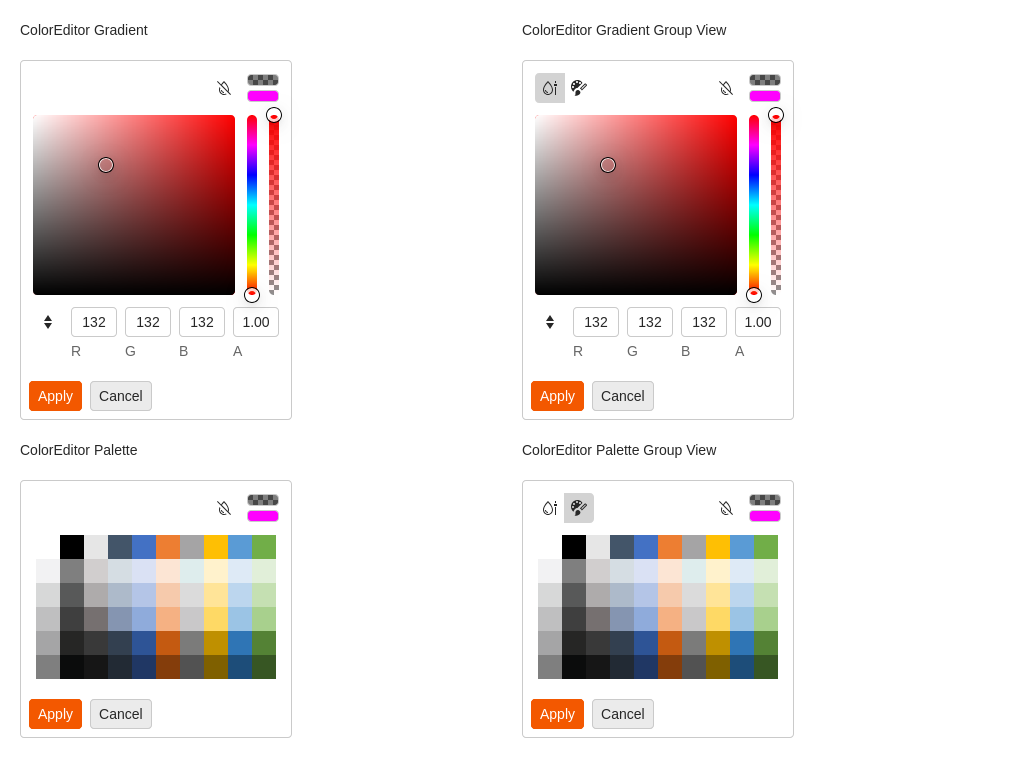 ColorEditor Gradient
ColorEditor Gradient Group View
132 132 132 1.00
R G B A
Apply Cancel
132 132 132 1.00
R G B A
Apply Cancel
ColorEditor Palette
ColorEditor Palette Group View
Apply Cancel
Apply Cancel